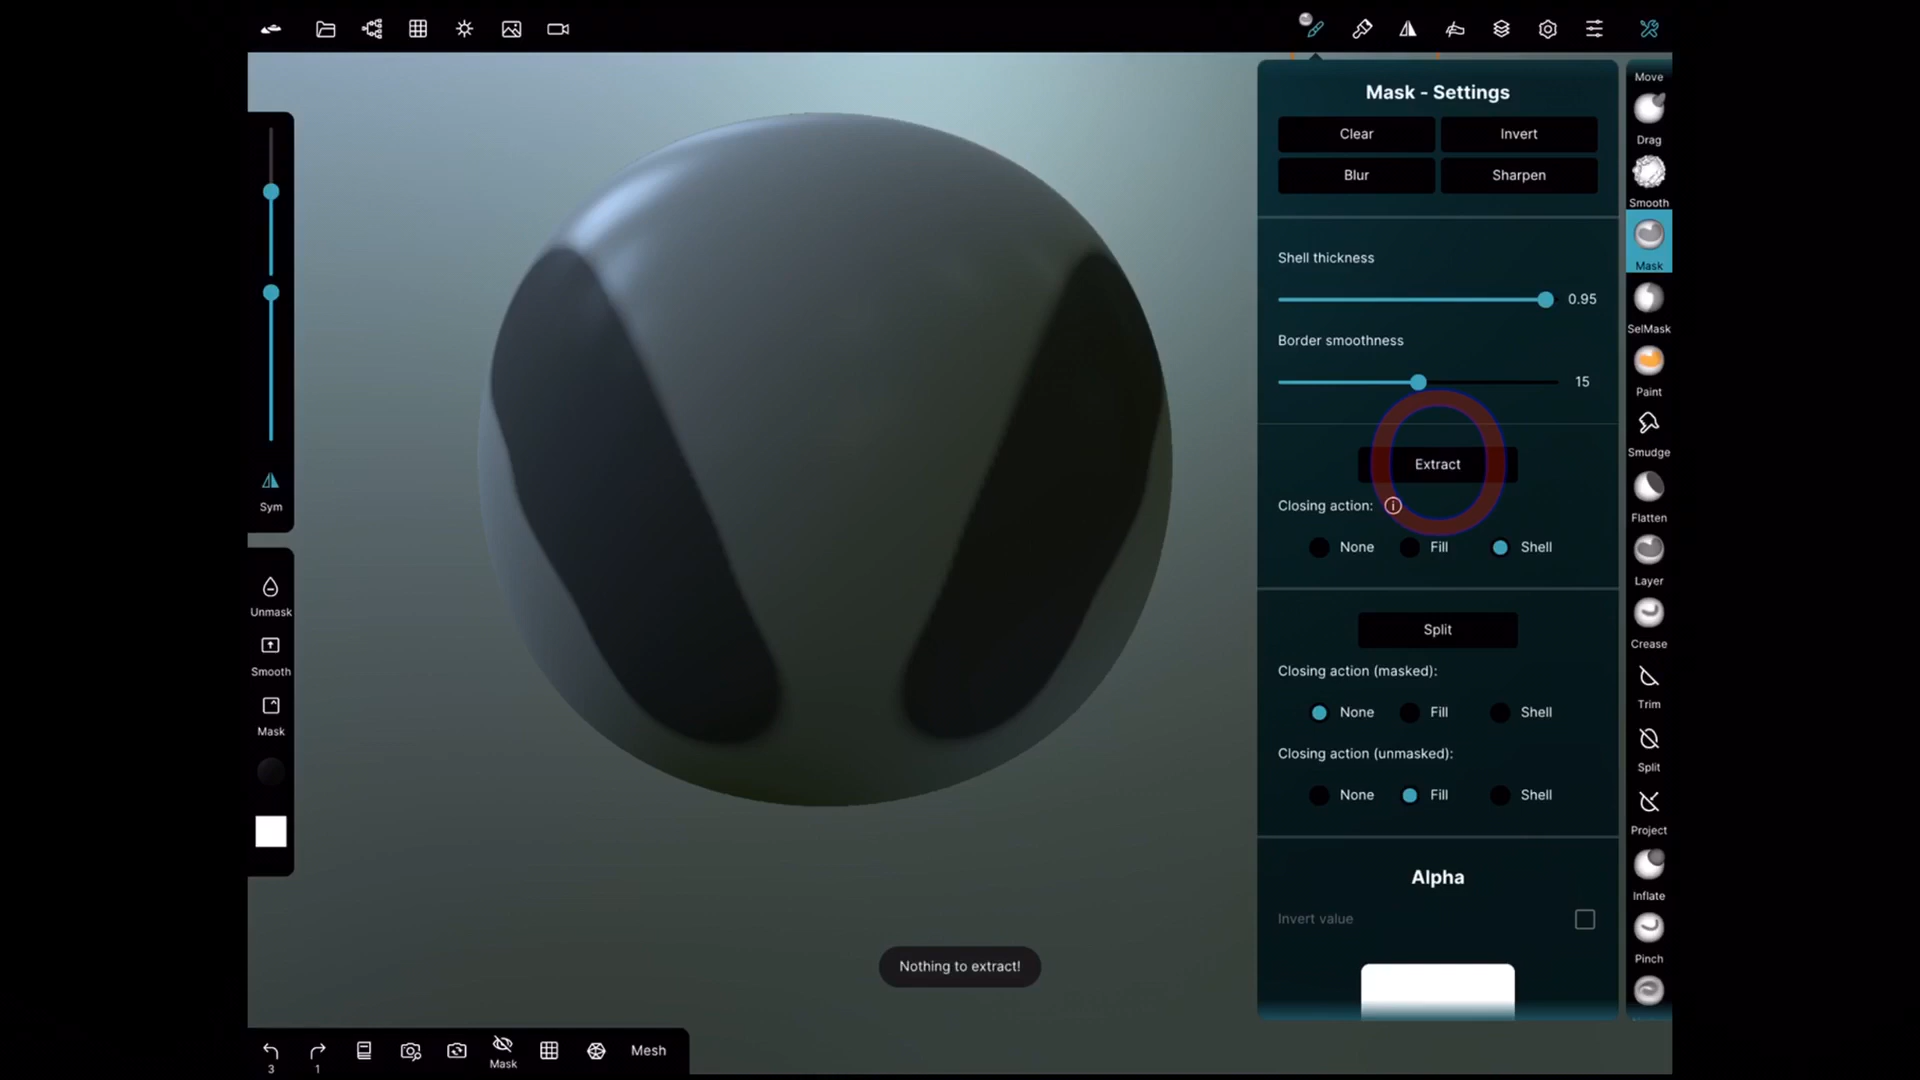 Mask - Settings
Clear
Invert
Blur
Sharpen
Shell thickness
0.95
Border smoothness
15
Extract
Closing action:
None
Fill
Shell
Split
Closing action (masked):
None
Fill
Shell
Closing action (unmasked):
None
Fill
Shell
Alpha
Invert value
Move
Drag
Smooth
Mask
SelMask
Paint
Smudge
Flatten
Layer
Crease
Trim
Split
Project
Inflate
Pinch
Sym
Unmask
Smooth
Mask
Nothing to extract!
3
1
Mask
Mesh